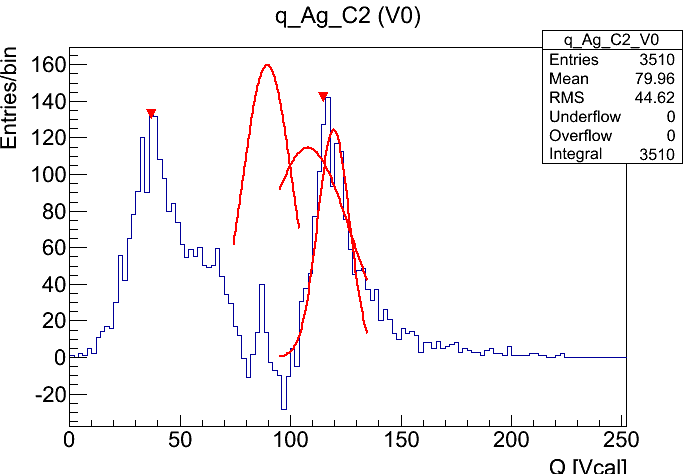 q_Ag_C2 (V0)
Entries/bin
q_Ag_C2_V0
Entries 3510
Mean 79.96
RMS 44.62
Underflow 0
Overflow 0
Integral 3510
160
140
120
100
80
60
40
20
0
-20
0 50 100 150 200 250
Q [Vcal]